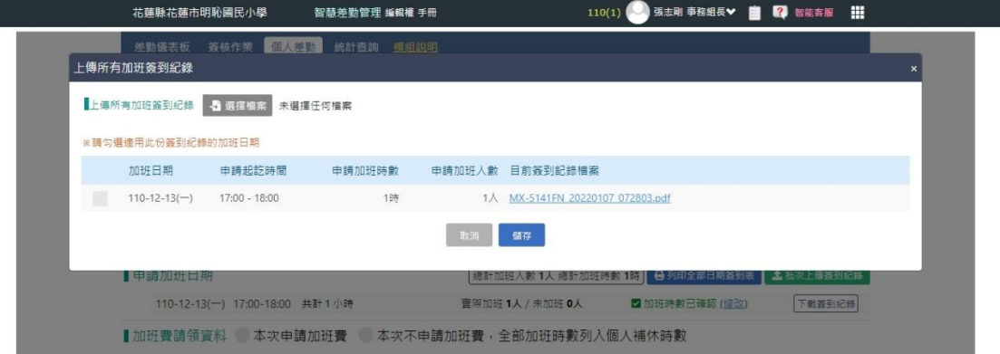 花蓮縣花蓮市明恥國民小學 智慧差勤管理 編輯權 手冊 110(1) 張志剛 事務組長 智能客服
差勤儀表板 簽核作業 個人差勤 統計查詢 模組說明
上傳所有加班簽到紀錄 ×
上傳所有加班簽到紀錄 選擇檔案 未選擇任何檔案
※請勾選適用此份簽到紀錄的加班日期
加班日期 申請起訖時間 申請加班時數 申請加班人數 目前簽到記錄檔案
110-12-13(一) 17:00 - 18:00 1時 1人 MX-5141FN_20220107_072803.pdf
取消 儲存
申請加班日期 總計加班人數 1人 總計加班時數 1時 列印全部日期簽到表 批次上傳簽到紀錄
110-12-13(一) 17:00-18:00 共計 1 小時 實際加班 1人 / 未加班 0人 加班時數已確認 (修改) 下載簽到紀錄
加班費請領資料 本次申請加班費 本次不申請加班費，全部加班時數列入個人補休時數